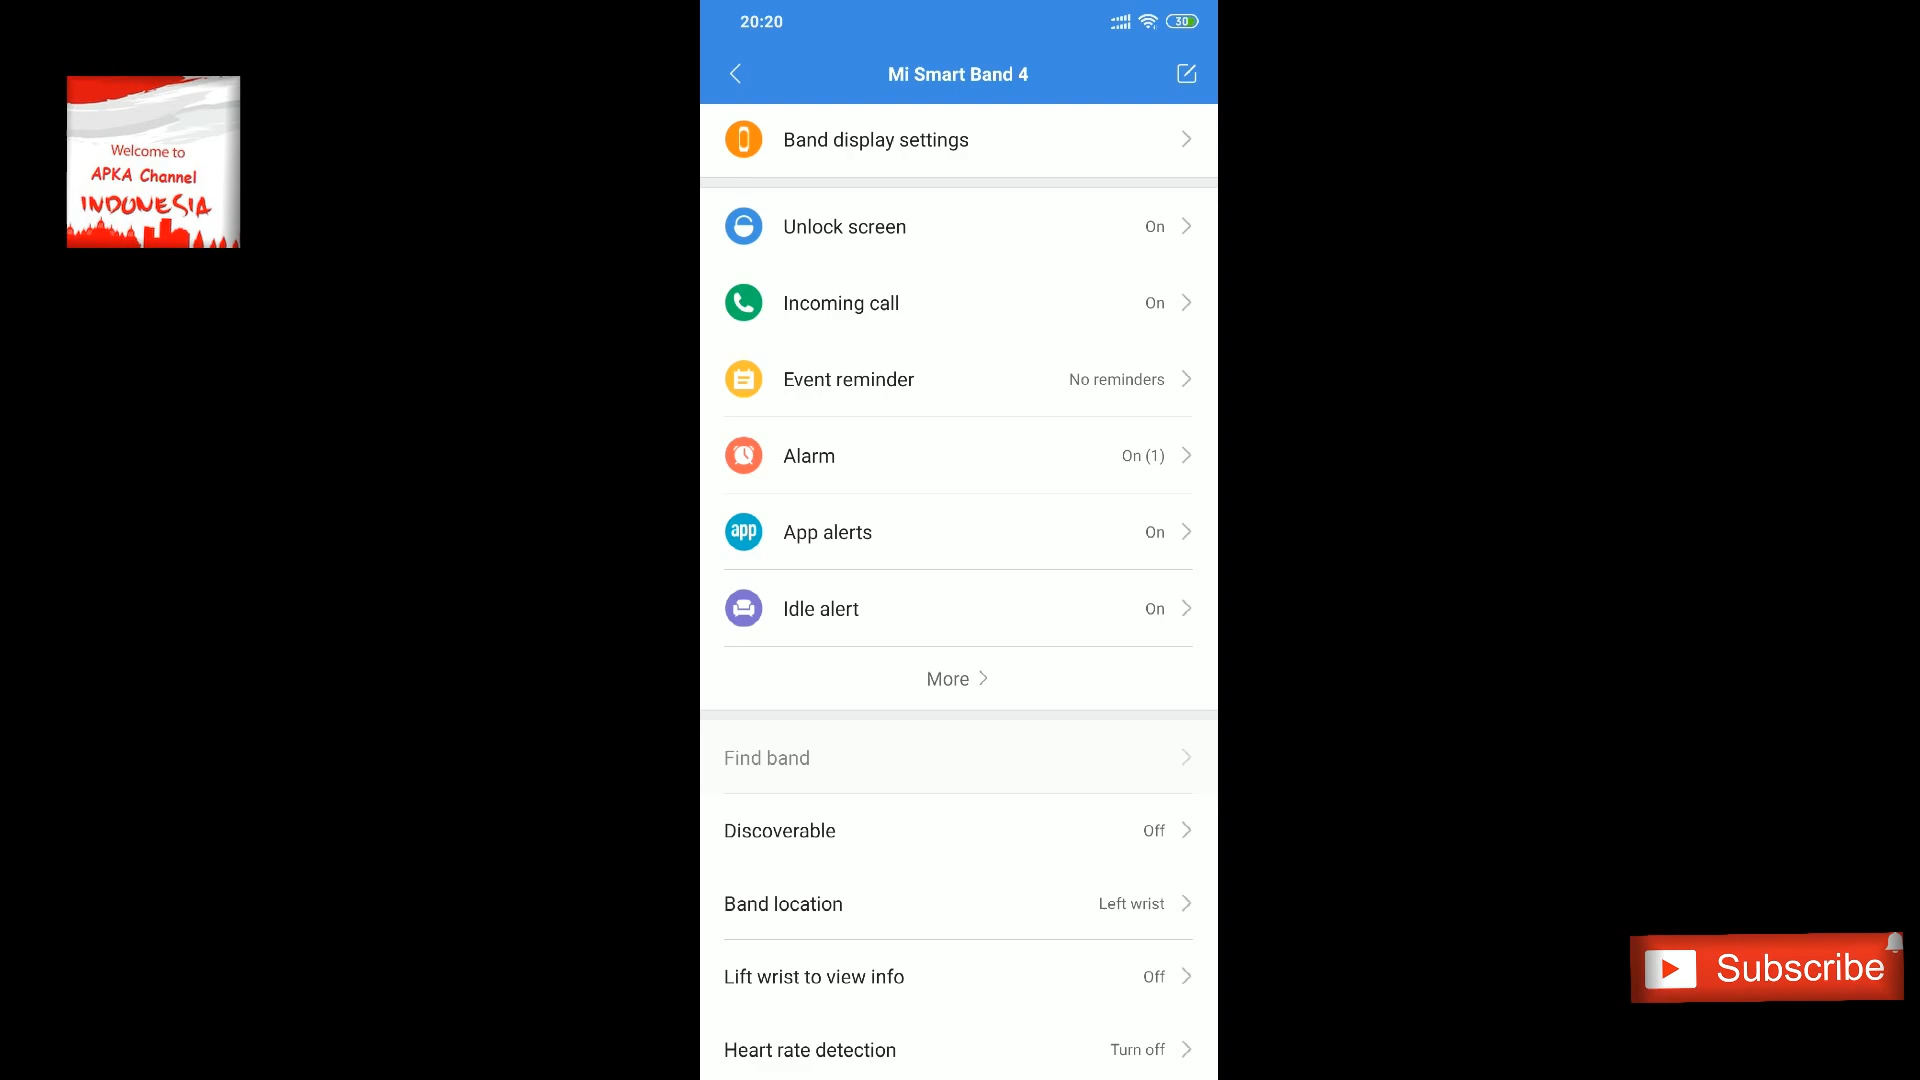 20:20
30
Mi Smart Band 4
Welcome to
APKA Channel
INDONESIA
Band display settings
Unlock screen On
Incoming call On
Event reminder No reminders
Alarm On (1)
app App alerts On
Idle alert On
More
Find band
Discoverable Off
Band location Left wrist
Lift wrist to view info Off
Heart rate detection Turn off
Subscribe